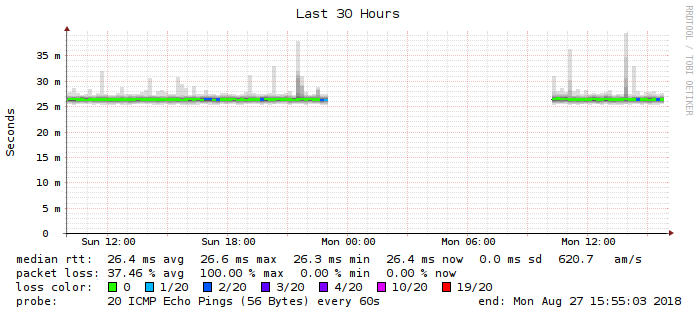 Last 30 Hours
RRDTOOL / TOBI OETIKER
Seconds
35 m
30 m
25 m
20 m
15 m
10 m
5 m
0
Sun 12:00 Sun 18:00 Mon 00:00 Mon 06:00 Mon 12:00
median rtt: 26.4 ms avg 26.6 ms max 26.3 ms min 26.4 ms now 0.0 ms sd 620.7 am/s
packet loss: 37.46 % avg 100.00 % max 0.00 % min 0.00 % now
loss color: 0 1/20 2/20 3/20 4/20 10/20 19/20
probe: 20 ICMP Echo Pings (56 Bytes) every 60s end: Mon Aug 27 15:55:03 2018